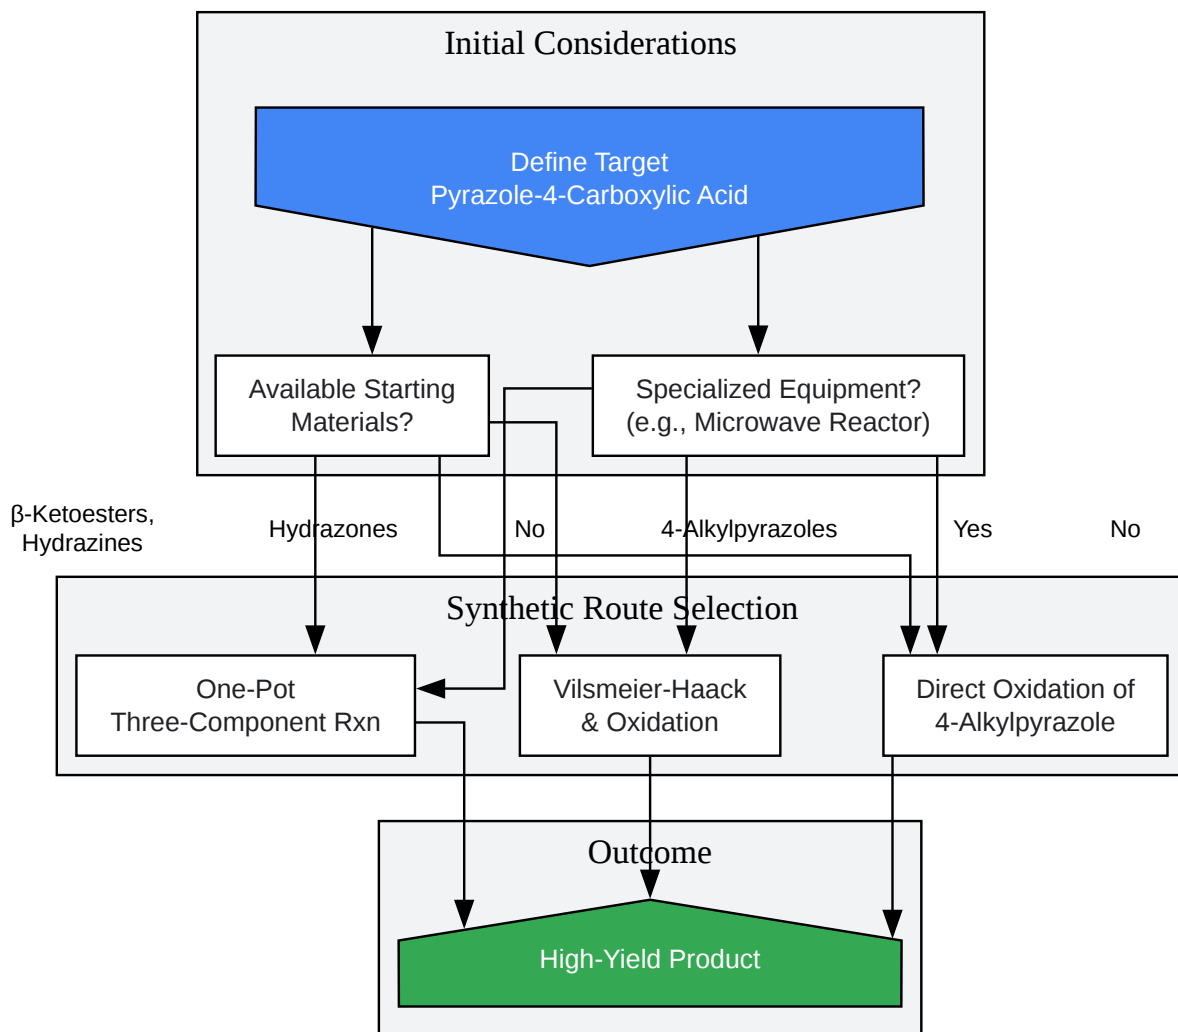 Initial Considerations
Define Target
Pyrazole-4-Carboxylic Acid
Available Starting
Materials?
Specialized Equipment?
(e.g., Microwave Reactor)
β-Ketoesters,
Hydrazines
Hydrazones
No
4-Alkylpyrazoles
Yes
No
Synthetic Route Selection
One-Pot
Three-Component Rxn
Vilsmeier-Haack
& Oxidation
Direct Oxidation of
4-Alkylpyrazole
Outcome
High-Yield Product